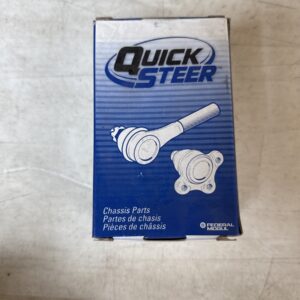 QUICK
STEER
Chassis Parts
Partes de chasis
Pièces de châssis
FEDERAL
MOGUL